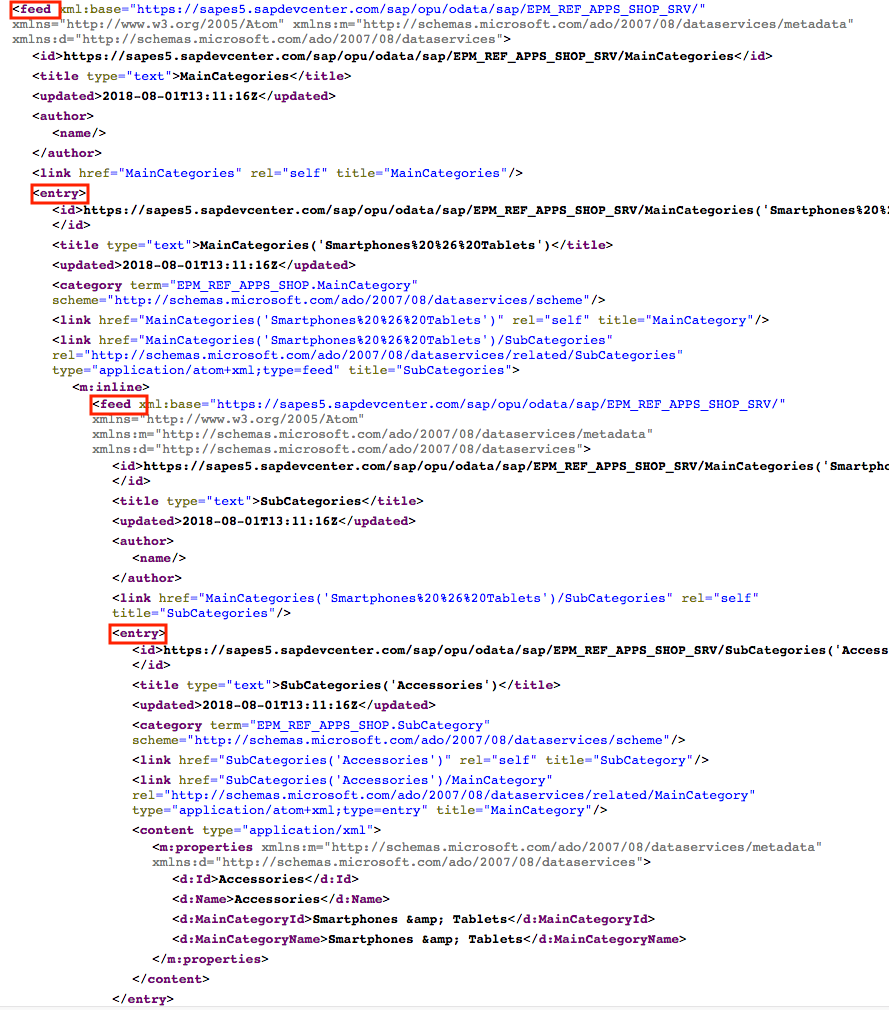 <feed xml:base="https://sapes5.sapdevcenter.com/sap/opu/odata/sap/EPM_REF_APPS_SHOP_SRV/"
xmlns="http://www.w3.org/2005/Atom" xmlns:m="http://schemas.microsoft.com/ado/2007/08/dataservices/metadata"
xmlns:d="http://schemas.microsoft.com/ado/2007/08/dataservices">
<id>https://sapes5.sapdevcenter.com/sap/opu/odata/sap/EPM_REF_APPS_SHOP_SRV/MainCategories</id>
<title type="text">MainCategories</title>
<updated>2018-08-01T13:11:16Z</updated>
<author>
<name/>
</author>
<link href="MainCategories" rel="self" title="MainCategories"/>
<entry>
<id>https://sapes5.sapdevcenter.com/sap/opu/odata/sap/EPM_REF_APPS_SHOP_SRV/MainCategories('Smartphones%20%
</id>
<title type="text">MainCategories('Smartphones%20%26%20Tablets')</title>
<updated>2018-08-01T13:11:16Z</updated>
<category term="EPM_REF_APPS_SHOP.MainCategory"
scheme="http://schemas.microsoft.com/ado/2007/08/dataservices/scheme"/>
<link href="MainCategories('Smartphones%20%26%20Tablets')" rel="self" title="MainCategory"/>
<link href="MainCategories('Smartphones%20%26%20Tablets')/SubCategories"
rel="http://schemas.microsoft.com/ado/2007/08/dataservices/related/SubCategories"
type="application/atom+xml;type=feed" title="SubCategories">
<m:inline>
<feed xml:base="https://sapes5.sapdevcenter.com/sap/opu/odata/sap/EPM_REF_APPS_SHOP_SRV/"
xmlns="http://www.w3.org/2005/Atom"
xmlns:m="http://schemas.microsoft.com/ado/2007/08/dataservices/metadata"
xmlns:d="http://schemas.microsoft.com/ado/2007/08/dataservices">
<id>https://sapes5.sapdevcenter.com/sap/opu/odata/sap/EPM_REF_APPS_SHOP_SRV/MainCategories('Smartpho
</id>
<title type="text">SubCategories</title>
<updated>2018-08-01T13:11:16Z</updated>
<author>
<name/>
</author>
<link href="MainCategories('Smartphones%20%26%20Tablets')/SubCategories" rel="self"
title="SubCategories"/>
<entry>
<id>https://sapes5.sapdevcenter.com/sap/opu/odata/sap/EPM_REF_APPS_SHOP_SRV/SubCategories('Access
</id>
<title type="text">SubCategories('Accessories')</title>
<updated>2018-08-01T13:11:16Z</updated>
<category term="EPM_REF_APPS_SHOP.SubCategory"
scheme="http://schemas.microsoft.com/ado/2007/08/dataservices/scheme"/>
<link href="SubCategories('Accessories')" rel="self" title="SubCategory"/>
<link href="SubCategories('Accessories')/MainCategory"
rel="http://schemas.microsoft.com/ado/2007/08/dataservices/related/MainCategory"
type="application/atom+xml;type=entry" title="MainCategory"/>
<content type="application/xml">
<m:properties xmlns:m="http://schemas.microsoft.com/ado/2007/08/dataservices/metadata"
xmlns:d="http://schemas.microsoft.com/ado/2007/08/dataservices">
<d:Id>Accessories</d:Id>
<d:Name>Accessories</d:Name>
<d:MainCategoryId>Smartphones &amp; Tablets</d:MainCategoryId>
<d:MainCategoryName>Smartphones &amp; Tablets</d:MainCategoryName>
</m:properties>
</content>
</entry>